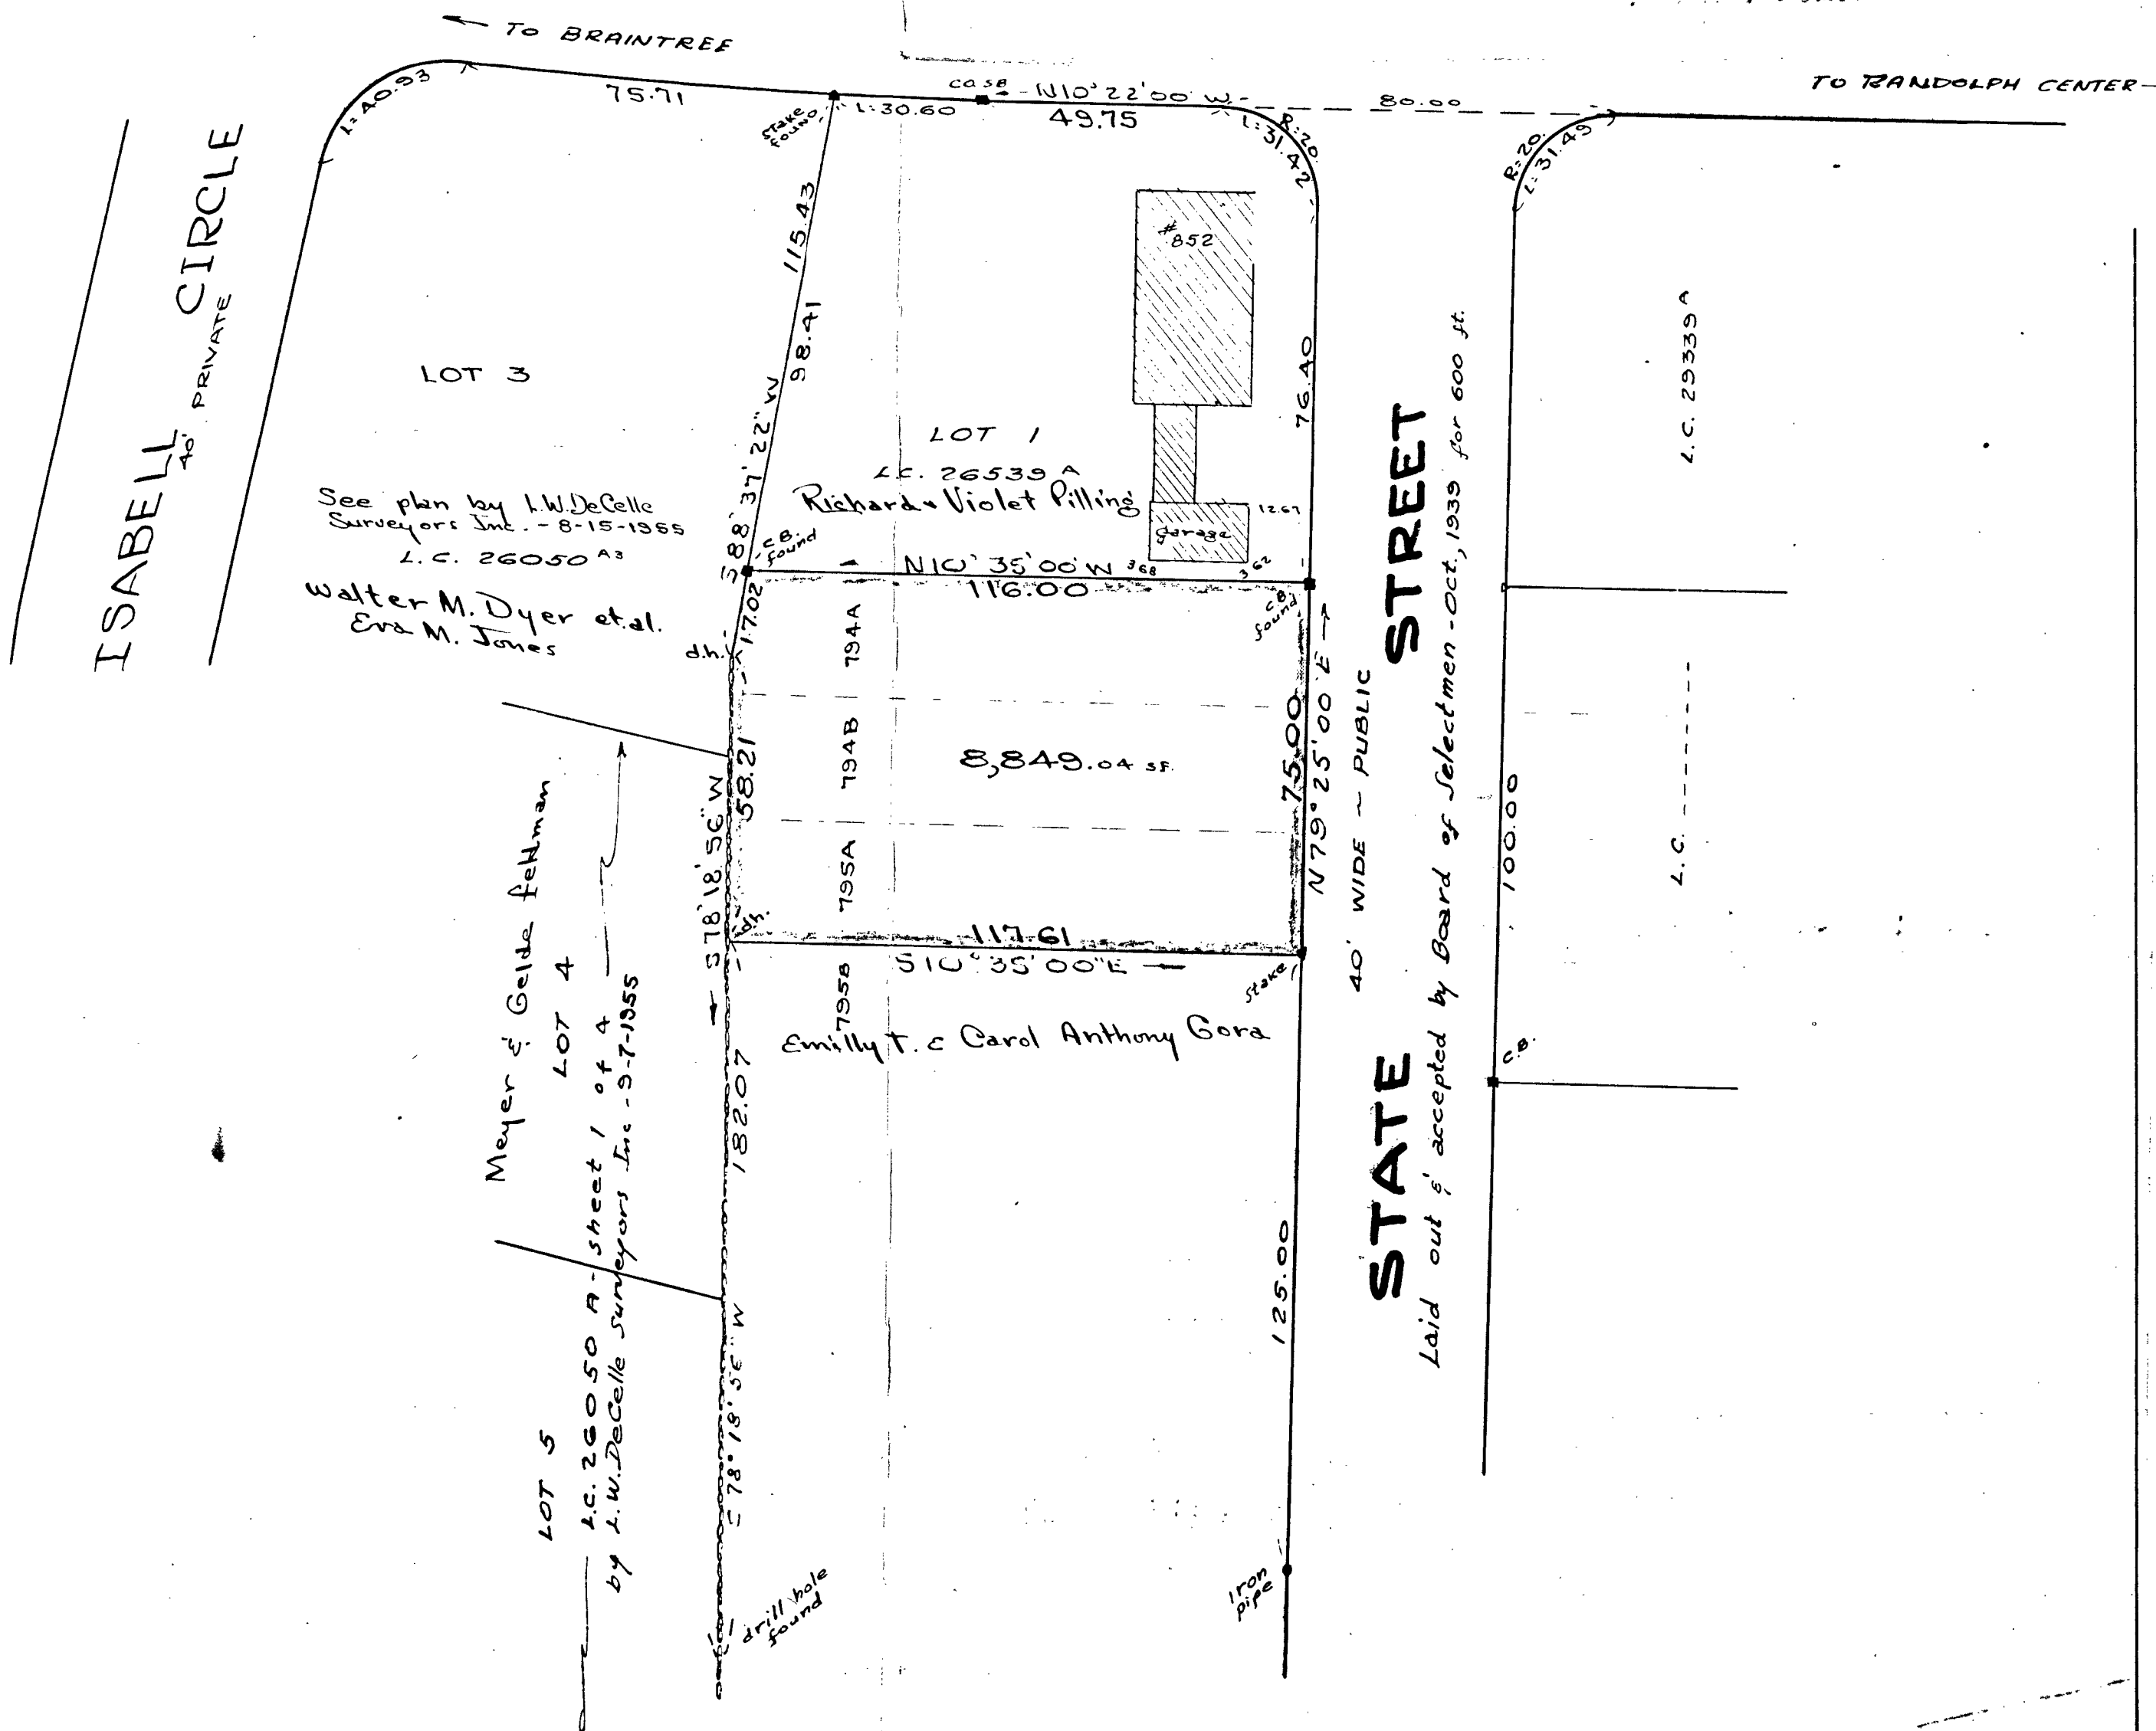 ← TO BRAINTREE
TO RANDOLPH CENTER
L=40.93
75.71
stake found
L=30.60
CASB
N10°22'00"W
49.75
80.00
R=20.
L=31.42
R=20.
L=31.49
ISABELL CIRCLE
40' PRIVATE
115.43
98.41
S88°37'22"W
#852
76.40
LOT 3
LOT 1
L.C. 26539 A
Richard & Violet Pilling
See plan by L.W. DeCelle
Surveyors Inc. - 8-15-1955
L.C. 26050 A3
Walter M. Dyer et.al.
Eva M. Jones
C.B. found
garage
12.67
3.68
3.62
N10°35'00"W
116.00
C.B. found
17.02
d.h.
794A
794B
795A
795B
8,849.04 SF.
58.21
S78°18'56"W
75.00
N79°25'00"E
d.h.
117.61
S10°35'00"E
stake
Emilly T. & Carol Anthony Gora
182.07
S78°18'56"W
125.00
drill hole
found
Iron
pipe
Meyer & Gelda Feldman
LOT 4
LOT 5
L.C. 26050 A - sheet 1 of 4
by L.W. DeCelle Surveyors Inc - 9-7-1955
STATE STREET
40' WIDE ~ PUBLIC
Laid out & accepted by Board of Selectmen - Oct., 1939 for 600 ft.
L.C. 29339 A
L.C. --------
100.00
C.B.